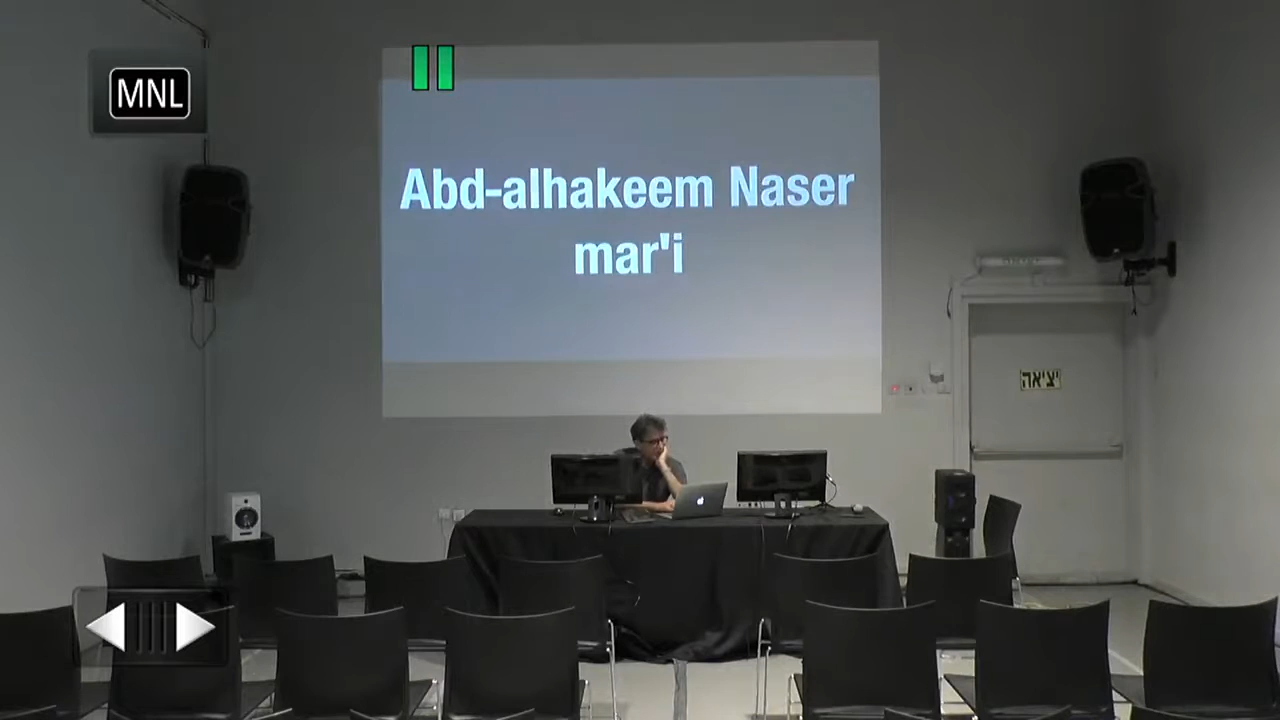 MNL
Abd-alhakeem Naser
mar'i
יציאה